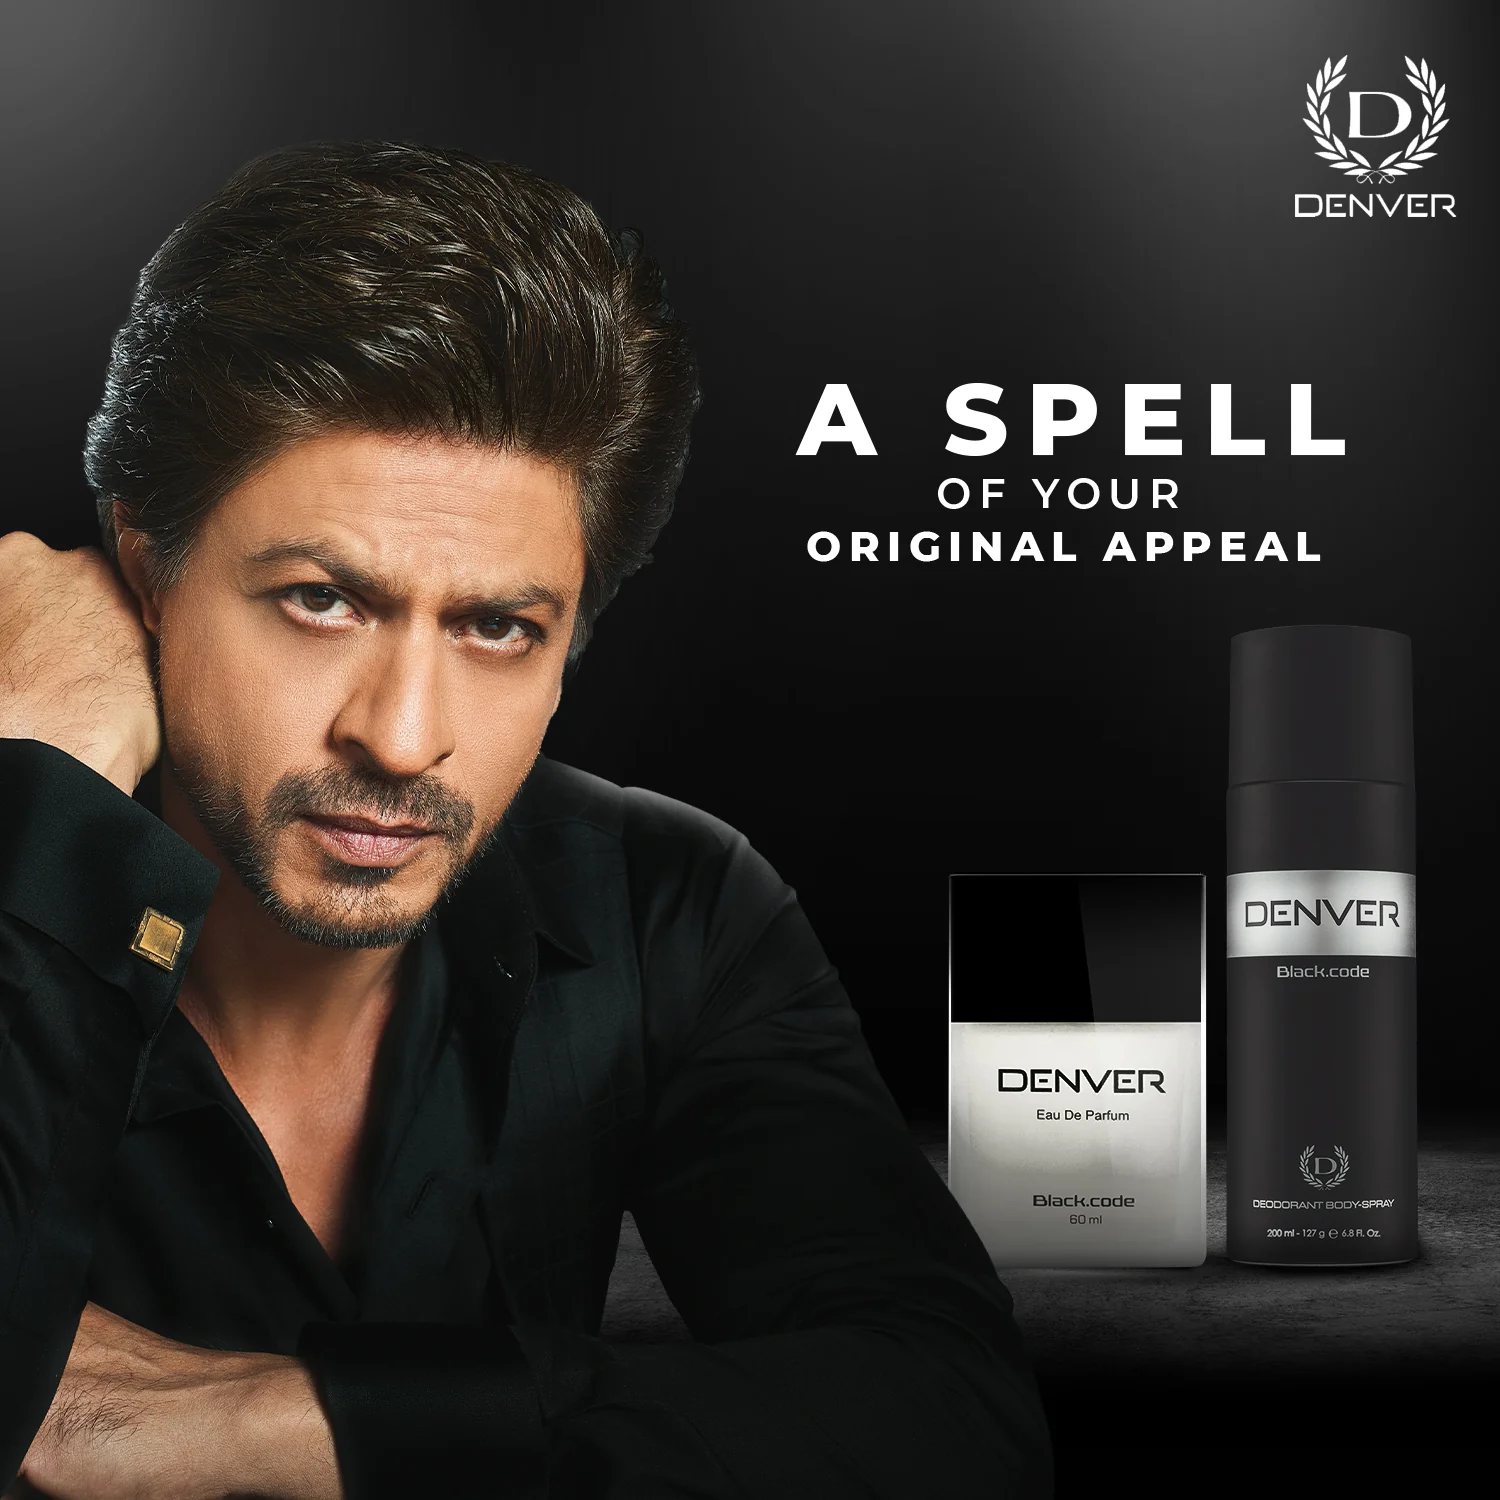 D
DENVER
A SPELL
OF YOUR
ORIGINAL APPEAL
DENVER
Eau De Parfum
Black.code
60 ml
DENVER
Black.code
D
DEODORANT BODY-SPRAY
200 ml - 127 g ℮ 6.8 Fl. Oz.